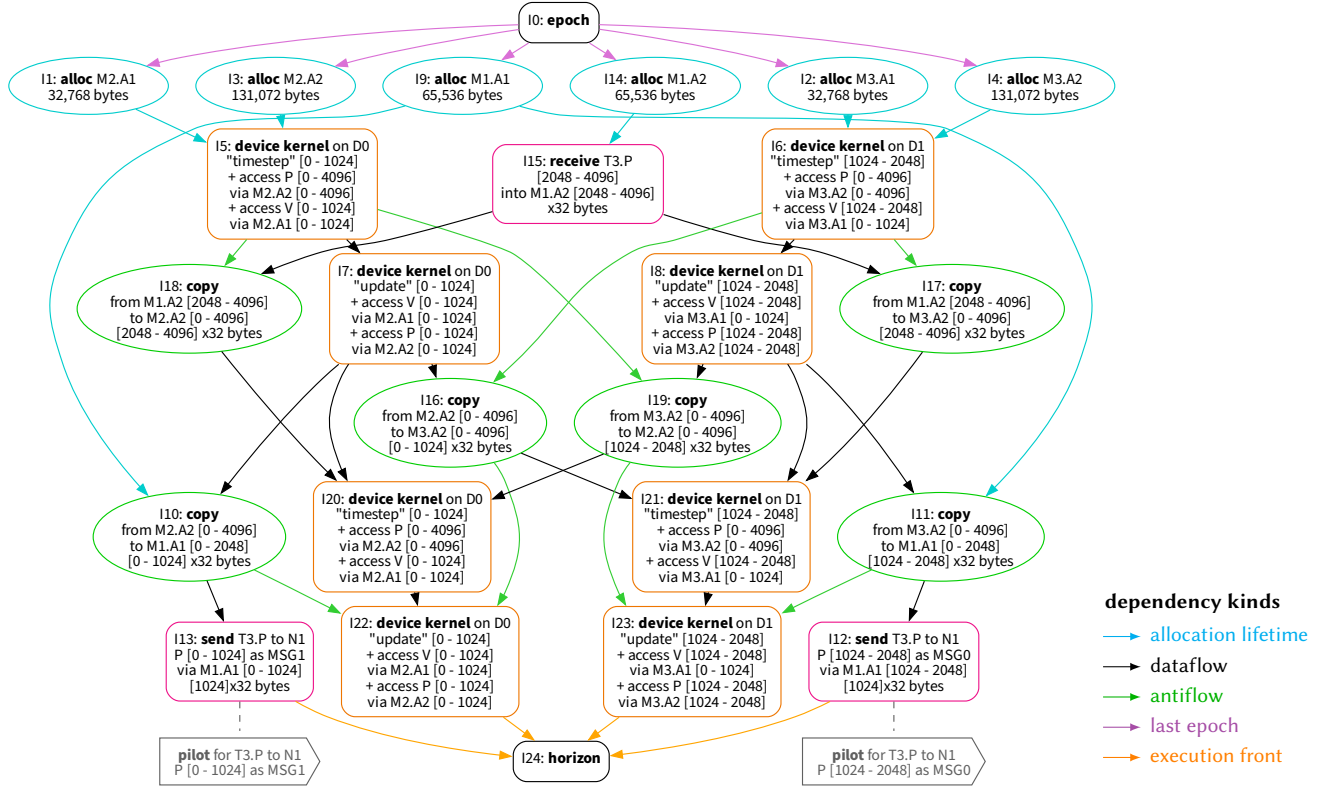 I0: epoch
I1: alloc M2.A1
32,768 bytes
I3: alloc M2.A2
131,072 bytes
I9: alloc M1.A1
65,536 bytes
I14: alloc M1.A2
65,536 bytes
I2: alloc M3.A1
32,768 bytes
I4: alloc M3.A2
131,072 bytes
I5: device kernel on D0
"timestep" [0 - 1024]
+ access P [0 - 4096]
via M2.A2 [0 - 4096]
+ access V [0 - 1024]
via M2.A1 [0 - 1024]
I15: receive T3.P
[2048 - 4096]
into M1.A2 [2048 - 4096]
x32 bytes
I6: device kernel on D1
"timestep" [1024 - 2048]
+ access P [0 - 4096]
via M3.A2 [0 - 4096]
+ access V [1024 - 2048]
via M3.A1 [0 - 1024]
I18: copy
from M1.A2 [2048 - 4096]
to M2.A2 [0 - 4096]
[2048 - 4096] x32 bytes
I7: device kernel on D0
"update" [0 - 1024]
+ access V [0 - 1024]
via M2.A1 [0 - 1024]
+ access P [0 - 1024]
via M2.A2 [0 - 1024]
I8: device kernel on D1
"update" [1024 - 2048]
+ access V [1024 - 2048]
via M3.A1 [0 - 1024]
+ access P [1024 - 2048]
via M3.A2 [1024 - 2048]
I17: copy
from M1.A2 [2048 - 4096]
to M3.A2 [0 - 4096]
[2048 - 4096] x32 bytes
I16: copy
from M2.A2 [0 - 4096]
to M3.A2 [0 - 4096]
[0 - 1024] x32 bytes
I19: copy
from M3.A2 [0 - 4096]
to M2.A2 [0 - 4096]
[1024 - 2048] x32 bytes
I10: copy
from M2.A2 [0 - 4096]
to M1.A1 [0 - 2048]
[0 - 1024] x32 bytes
I20: device kernel on D0
"timestep" [0 - 1024]
+ access P [0 - 4096]
via M2.A2 [0 - 4096]
+ access V [0 - 1024]
via M2.A1 [0 - 1024]
I21: device kernel on D1
"timestep" [1024 - 2048]
+ access P [0 - 4096]
via M3.A2 [0 - 4096]
+ access V [1024 - 2048]
via M3.A1 [0 - 1024]
I11: copy
from M3.A2 [0 - 4096]
to M1.A1 [0 - 2048]
[1024 - 2048] x32 bytes
I13: send T3.P to N1
P [0 - 1024] as MSG1
via M1.A1 [0 - 1024]
[1024]x32 bytes
I22: device kernel on D0
"update" [0 - 1024]
+ access V [0 - 1024]
via M2.A1 [0 - 1024]
+ access P [0 - 1024]
via M2.A2 [0 - 1024]
I23: device kernel on D1
"update" [1024 - 2048]
+ access V [1024 - 2048]
via M3.A1 [0 - 1024]
+ access P [1024 - 2048]
via M3.A2 [1024 - 2048]
I12: send T3.P to N1
P [1024 - 2048] as MSG0
via M1.A1 [1024 - 2048]
[1024]x32 bytes
pilot for T3.P to N1
P [0 - 1024] as MSG1
I24: horizon
pilot for T3.P to N1
P [1024 - 2048] as MSG0
dependency kinds
allocation lifetime
dataflow
antiflow
last epoch
execution front